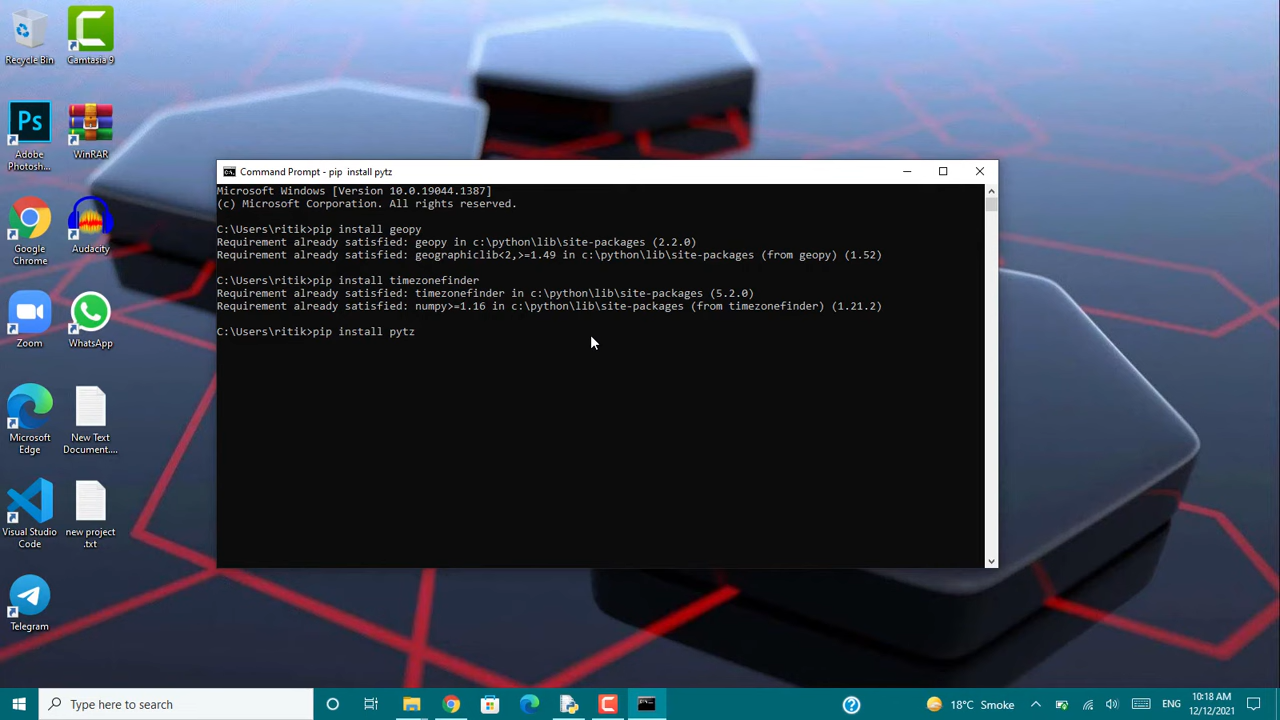 Recycle Bin
Camtasia 9
Ps
Adobe
Photosh...
WinRAR
Google
Chrome
Audacity
Zoom
WhatsApp
Microsoft
Edge
New Text
Document....
Visual Studio
Code
new project
.txt
Telegram
Command Prompt - pip  install pytz
Microsoft Windows [Version 10.0.19044.1387]
(c) Microsoft Corporation. All rights reserved.
C:\Users\ritik>pip install geopy
Requirement already satisfied: geopy in c:\python\lib\site-packages (2.2.0)
Requirement already satisfied: geographiclib<2,>=1.49 in c:\python\lib\site-packages (from geopy) (1.52)
C:\Users\ritik>pip install timezonefinder
Requirement already satisfied: timezonefinder in c:\python\lib\site-packages (5.2.0)
Requirement already satisfied: numpy>=1.16 in c:\python\lib\site-packages (from timezonefinder) (1.21.2)
C:\Users\ritik>pip install pytz
Type here to search
18°C Smoke
ENG
10:18 AM
12/12/2021